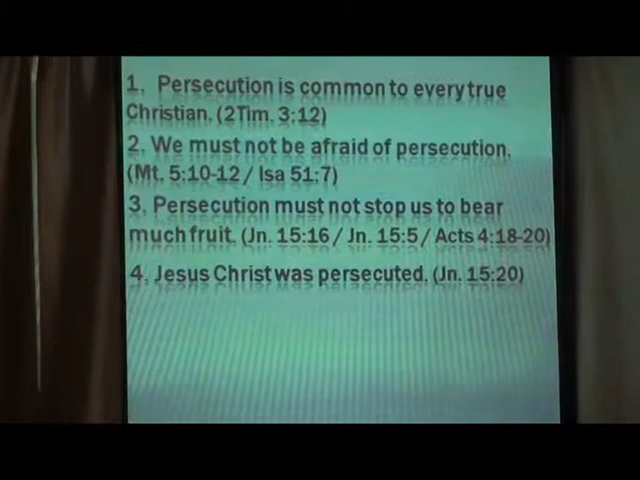 1. Persecution is common to every true
Christian. (2Tim. 3:12)
2. We must not be afraid of persecution.
(Mt. 5:10-12 / Isa 51:7)
3. Persecution must not stop us to bear
much fruit. (Jn. 15:16 / Jn. 15:5 / Acts 4:18-20)
4. Jesus Christ was persecuted. (Jn. 15:20)